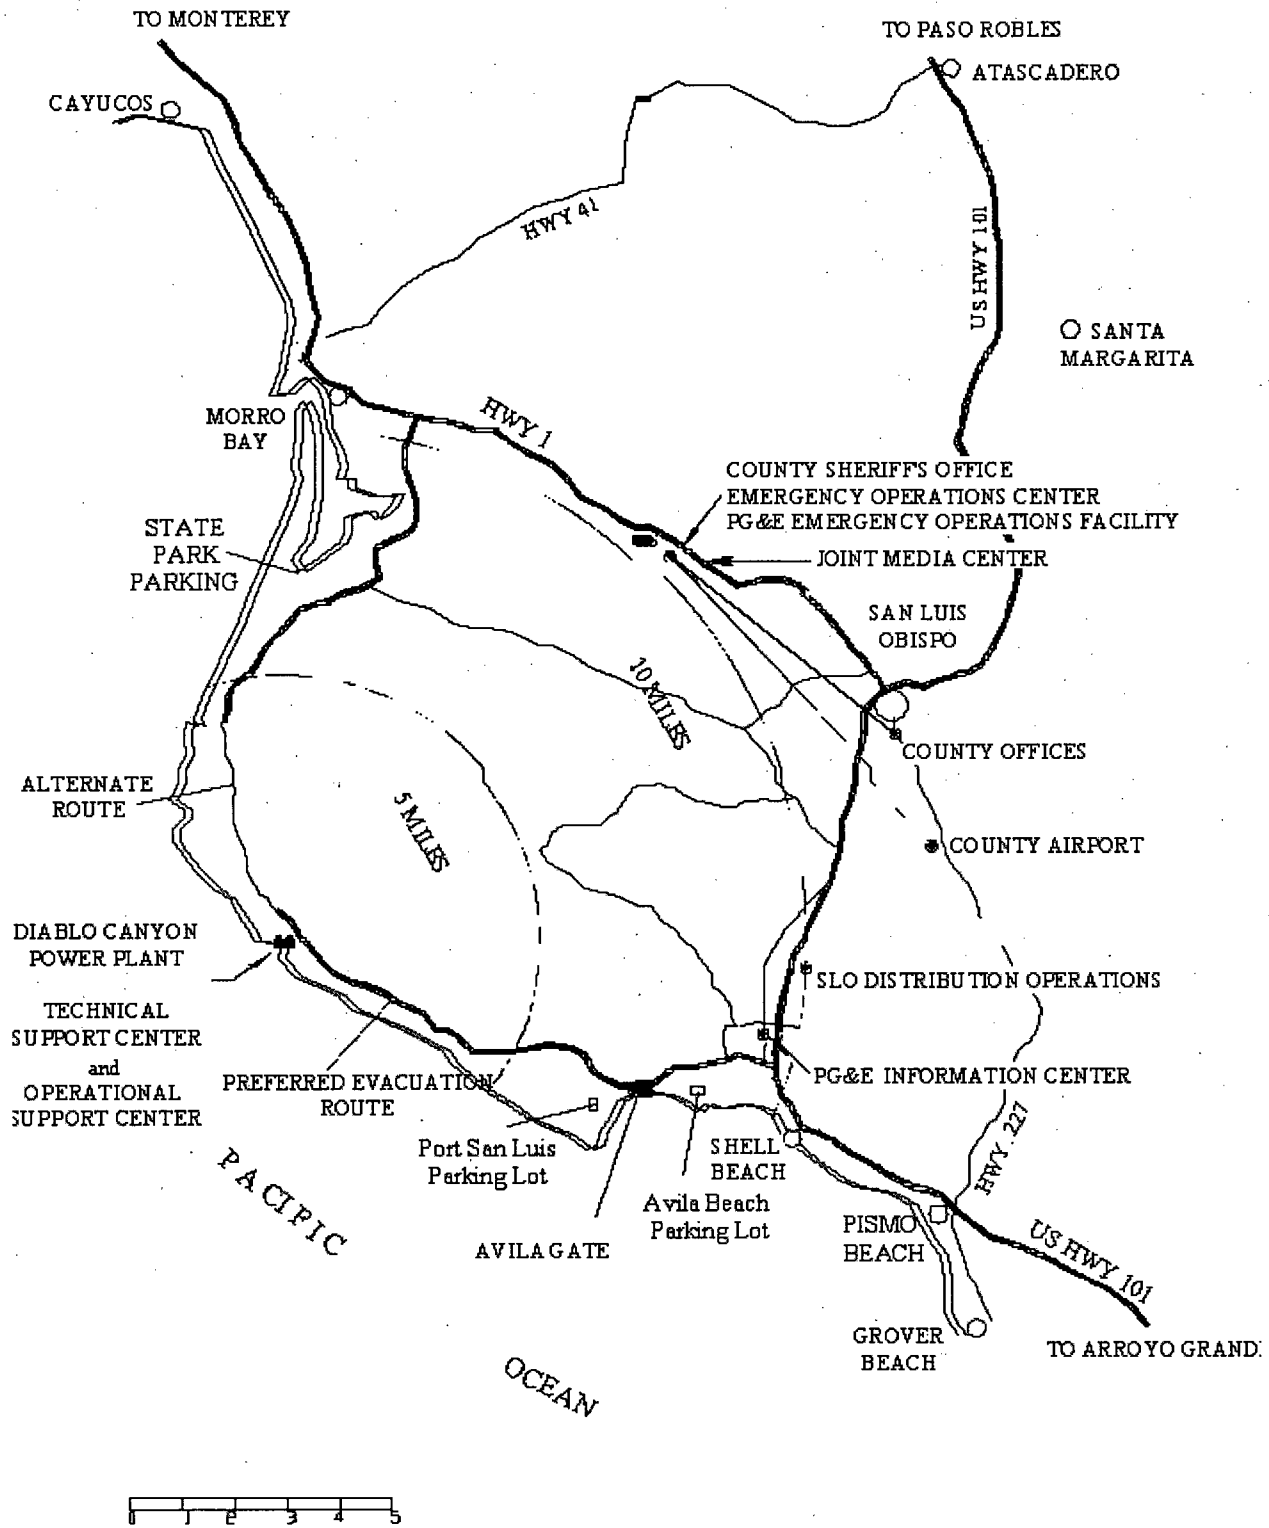 TO MONTEREY
TO PASO ROBLES
ATASCADERO
CAYUCOS
HWY 41
US HWY 101
SANTA
MARGARITA
MORRO
BAY
HWY 1
COUNTY SHERIFF'S OFFICE
EMERGENCY OPERATIONS CENTER
PG&E EMERGENCY OPERATIONS FACILITY
JOINT MEDIA CENTER
STATE
PARK
PARKING
SAN LUIS
OBISPO
10 MILES
COUNTY OFFICES
ALTERNATE
ROUTE
5 MILES
COUNTY AIRPORT
DIABLO CANYON
POWER PLANT
SLO DISTRIBUTION OPERATIONS
TECHNICAL
SUPPORT CENTER
and
OPERATIONAL
SUPPORT CENTER
PREFERRED EVACUATION
ROUTE
PG&E INFORMATION CENTER
Port San Luis
Parking Lot
SHELL
BEACH
HWY. 227
Avila Beach
Parking Lot
AVILA GATE
PISMO
BEACH
US HWY 101
PACIFIC
OCEAN
GROVER
BEACH
TO ARROYO GRAND
0 1 2 3 4 5